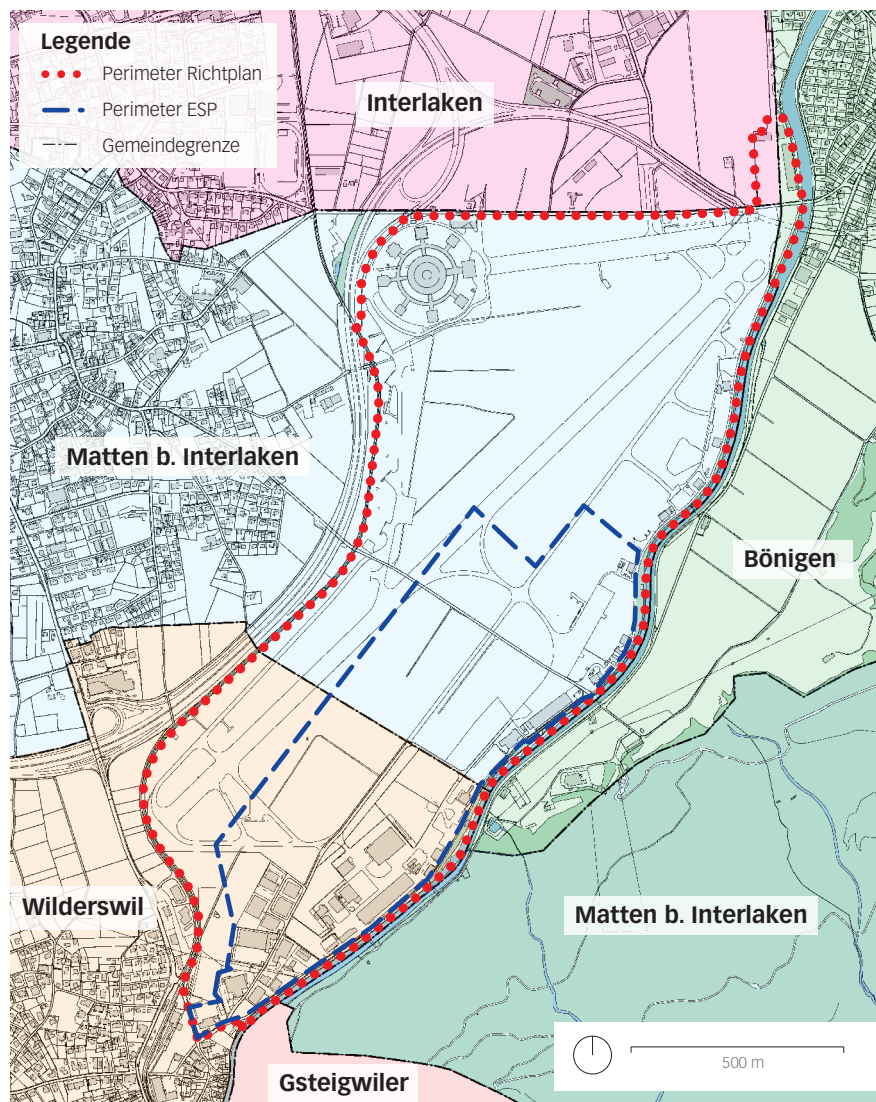 Legende
Perimeter Richtplan
Perimeter ESP
Gemeindegrenze
Interlaken
Matten b. Interlaken
Bönigen
Wilderswil
Matten b. Interlaken
500 m
Gsteigwiler